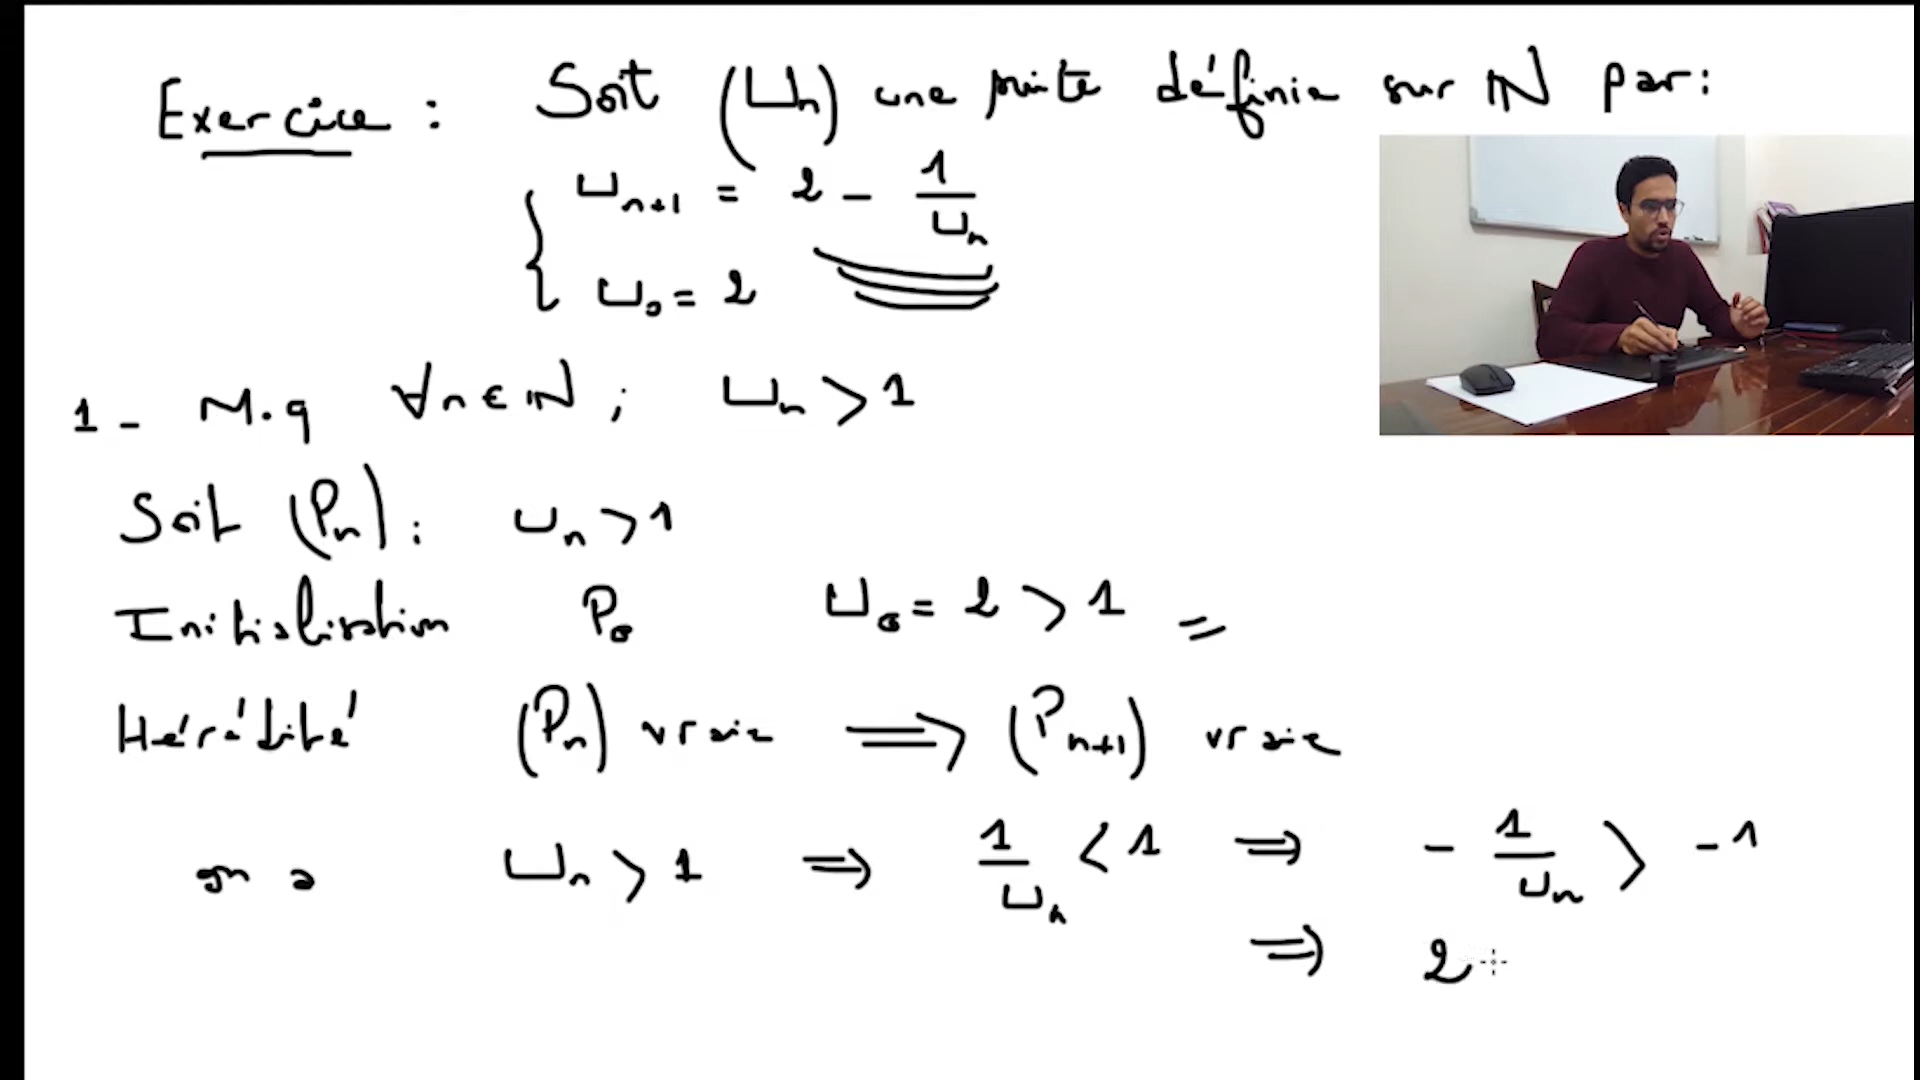 Exercice : Soit (Un) une suite définie sur ℕ par :
{ Un+1 = 2 - 1/Un
U0 = 2
1 - M.q ∀n∈ℕ ; Un > 1
Soit (Pn) : Un > 1
Initialisation P0 U0 = 2 > 1 =
Hérédité (Pn) vraie ⟹ (Pn+1) vraie
on a Un > 1 ⟹ 1/Un < 1 ⟹ - 1/Un > -1
⟹ 2